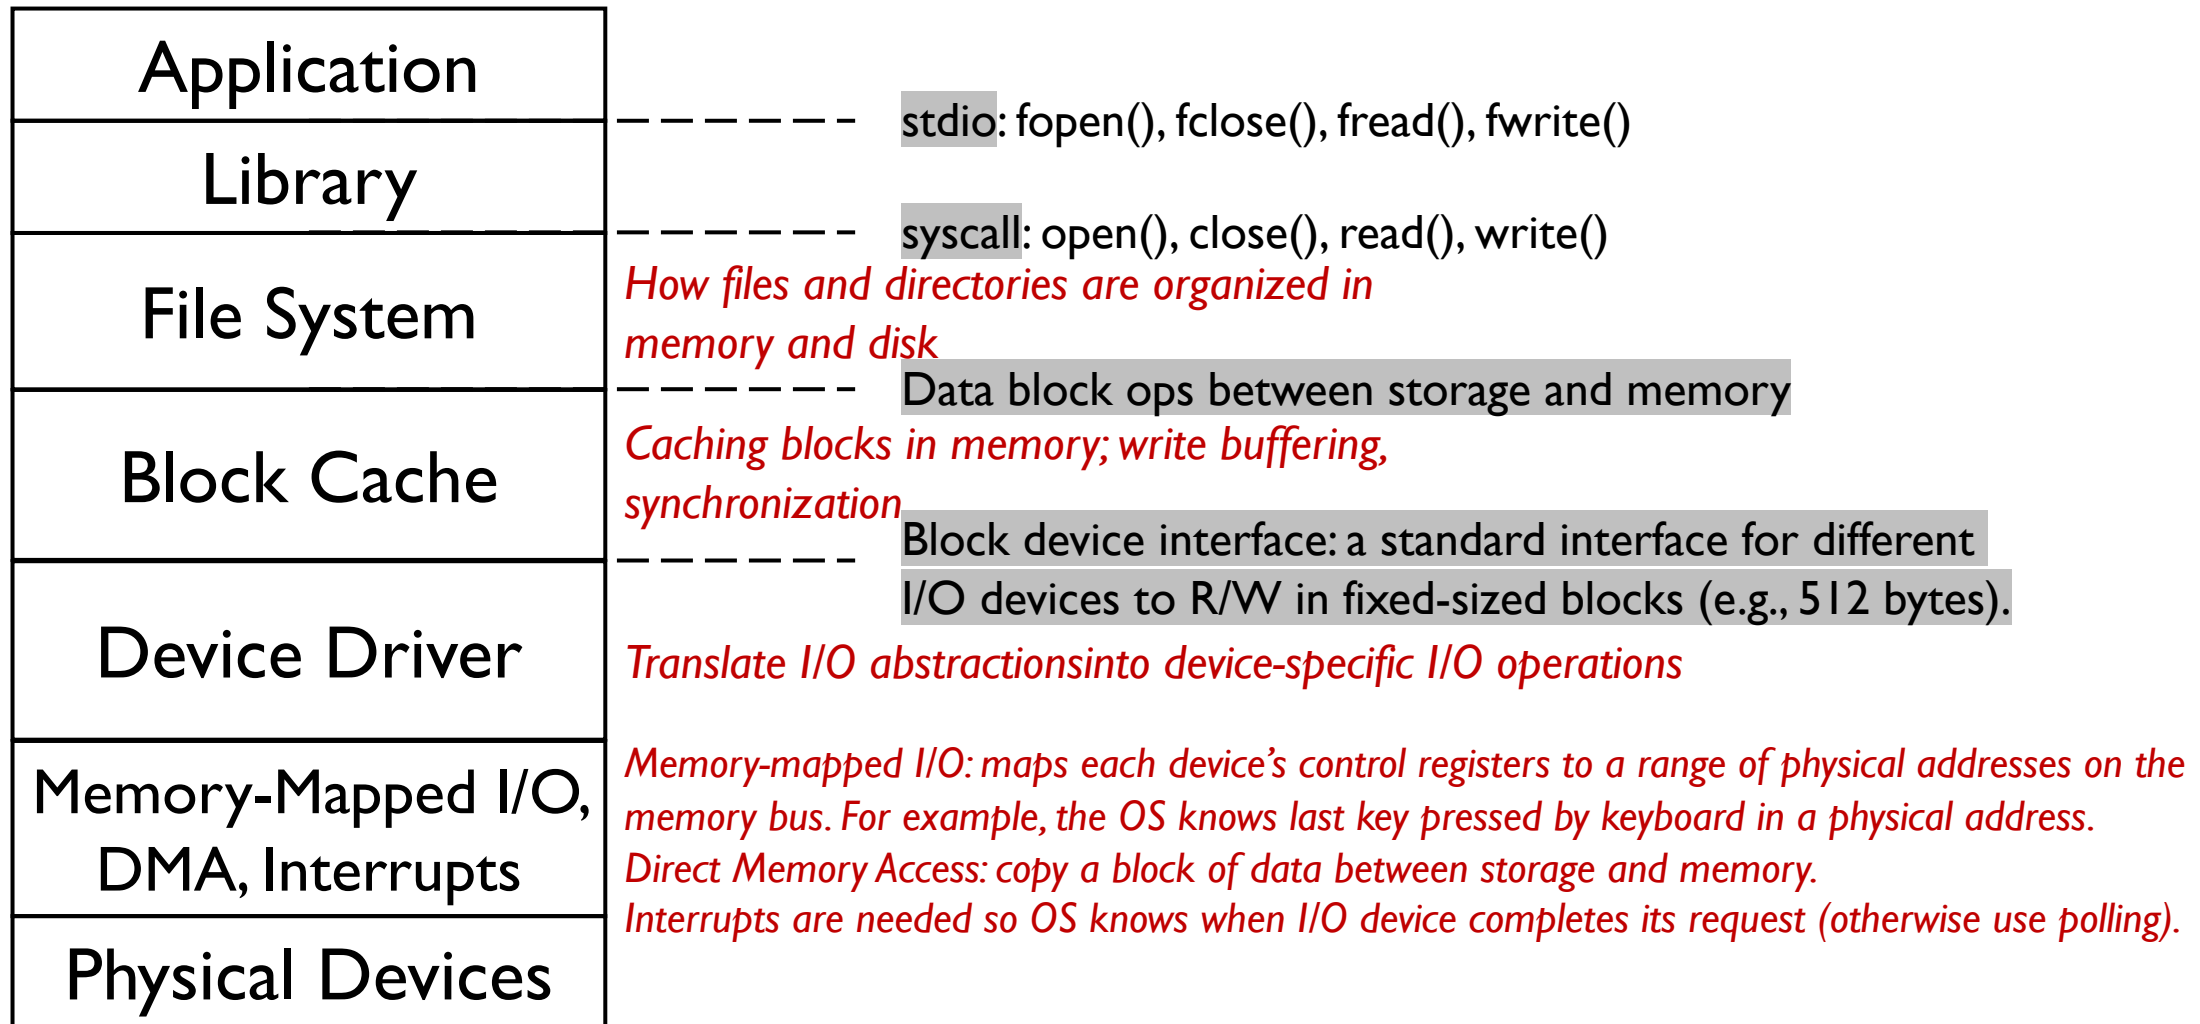 Application
stdio: fopen(), fclose(), fread(), fwrite()
Library
syscall: open(), close(), read(), write()
File System
How files and directories are organized in
memory and disk
Data block ops between storage and memory
Block Cache
Caching blocks in memory; write buffering,
synchronization
Block device interface: a standard interface for different
I/O devices to R/W in fixed-sized blocks (e.g., 512 bytes).
Device Driver
Translate I/O abstractionsinto device-specific I/O operations
Memory-Mapped I/O,
DMA, Interrupts
Memory-mapped I/O: maps each device’s control registers to a range of physical addresses on the
memory bus. For example, the OS knows last key pressed by keyboard in a physical address.
Direct Memory Access: copy a block of data between storage and memory.
Interrupts are needed so OS knows when I/O device completes its request (otherwise use polling).
Physical Devices